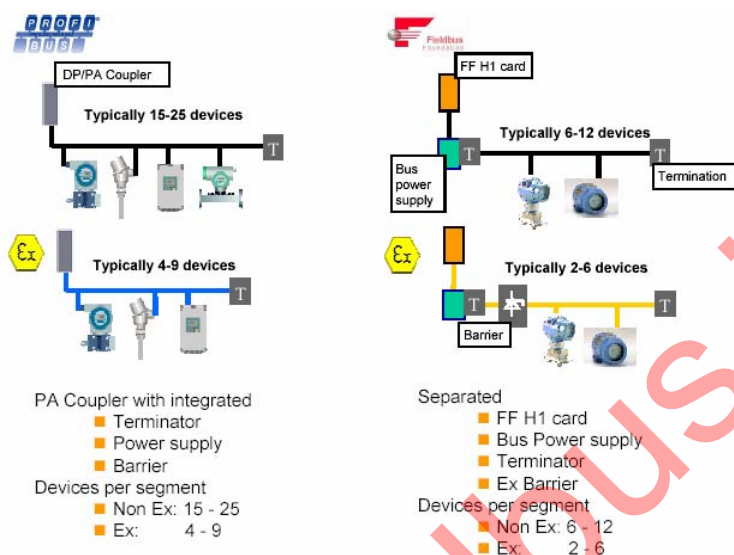 PROFI
BUS
DP/PA Coupler
Typically 15-25 devices
T
Ex
Typically 4-9 devices
T
PA Coupler with integrated
Terminator
Power supply
Barrier
Devices per segment
Non Ex: 15 - 25
Ex: 4 - 9
Fieldbus
Foundation
FF H1 card
Typically 6-12 devices
T
T
Bus
power
supply
Termination
Ex
Typically 2-6 devices
T
T
Barrier
Separated
FF H1 card
Bus Power supply
Terminator
Ex Barrier
Devices per segment
Non Ex: 6 - 12
Ex: 2 - 6